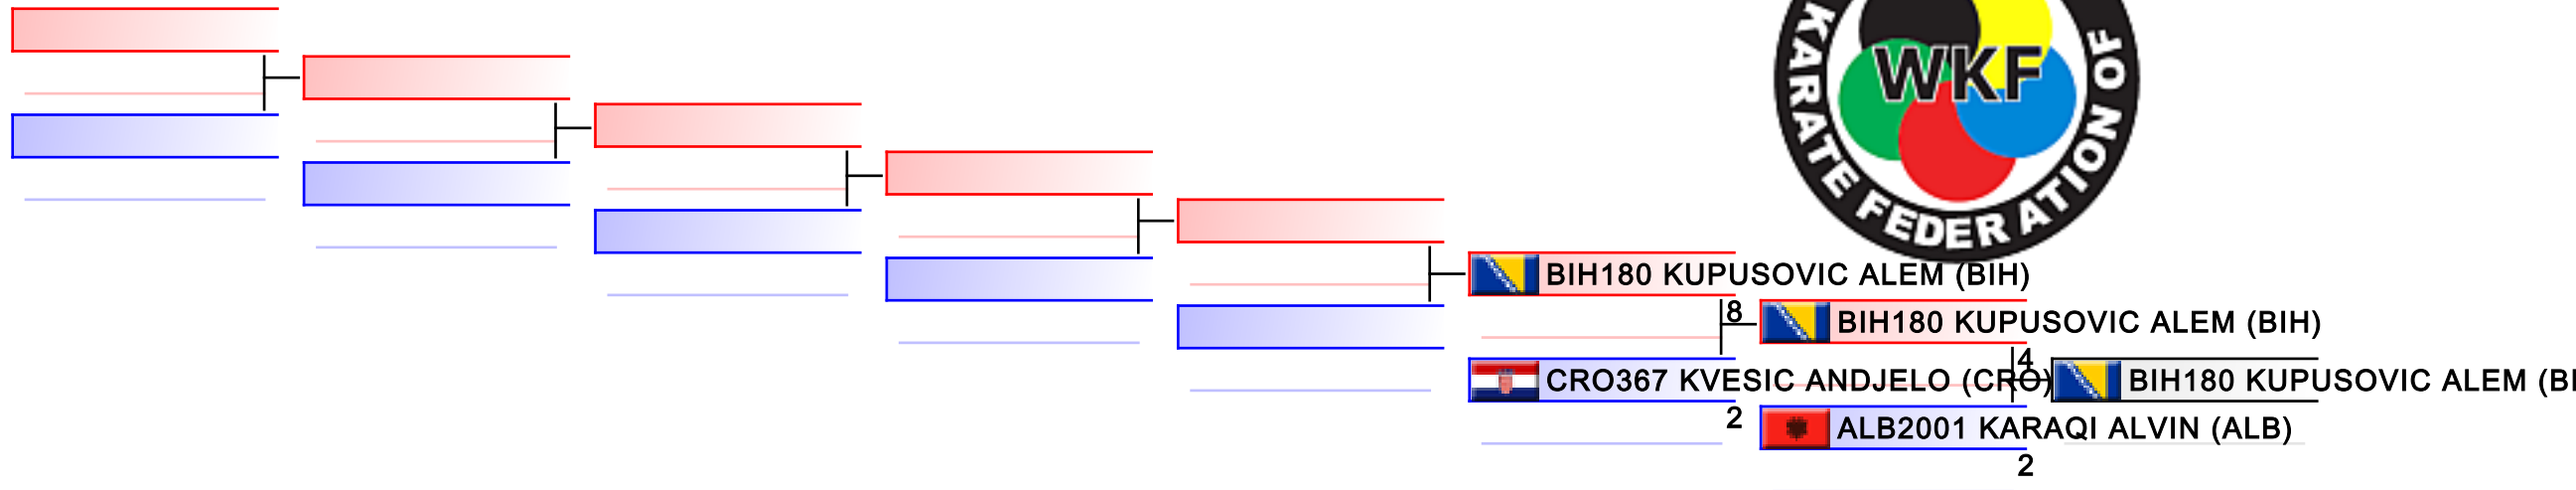 WKF
KARATE FEDERATION OF
BIH180 KUPUSOVIC ALEM (BIH)
8
BIH180 KUPUSOVIC ALEM (BIH)
4
CRO367 KVESIC ANDJELO (CRO)
BIH180 KUPUSOVIC ALEM (BI
2
ALB2001 KARAQI ALVIN (ALB)
2